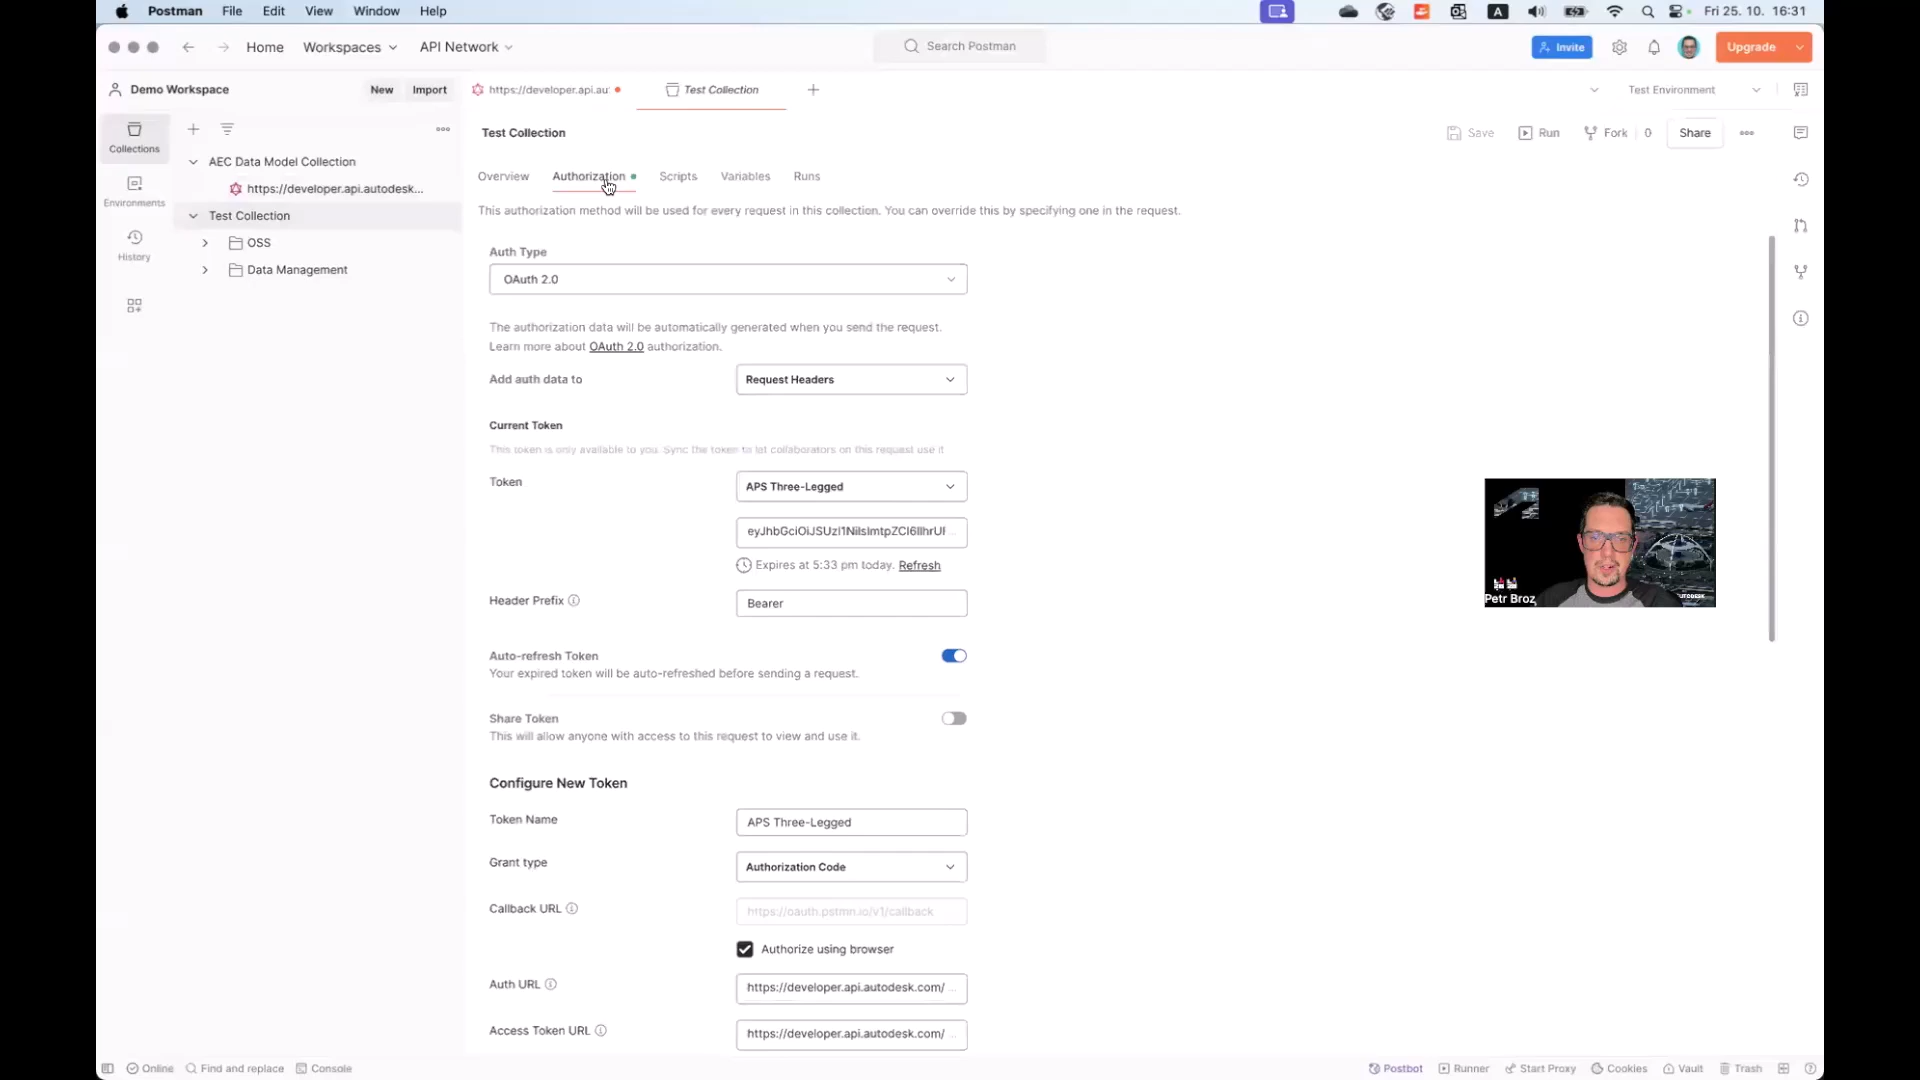 Postman File Edit View Window Help
A Fri 25. 10. 16:31
Home Workspaces API Network
Search Postman
Invite Upgrade
Demo Workspace New Import
https://developer.api.au Test Collection
Test Environment
Collections
Environments
History
AEC Data Model Collection
https://developer.api.autodesk...
Test Collection
OSS
Data Management
Test Collection
Save Run Fork 0 Share
Overview Authorization Scripts Variables Runs
This authorization method will be used for every request in this collection. You can override this by specifying one in the request.
Auth Type
OAuth 2.0
The authorization data will be automatically generated when you send the request.
Learn more about OAuth 2.0 authorization.
Add auth data to Request Headers
Current Token
This token is only available to you. Sync the token to let collaborators on this request use it
Token APS Three-Legged
Expires at 5:33 pm today. Refresh
Header Prefix Bearer
Auto-refresh Token
Your expired token will be auto-refreshed before sending a request.
Share Token
This will allow anyone with access to this request to view and use it.
Configure New Token
Token Name APS Three-Legged
Grant type Authorization Code
Callback URL https://oauth.pstmn.io/v1/callback
Authorize using browser
Auth URL https://developer.api.autodesk.com/ ...
Access Token URL https://developer.api.autodesk.com/ ...
Petr Broz
Online Find and replace Console
Postbot Runner Start Proxy Cookies Vault Trash